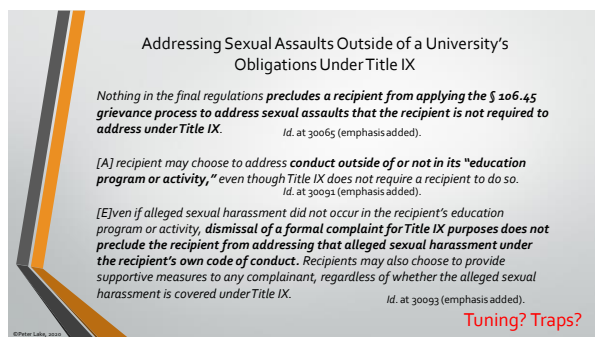 Addressing Sexual Assaults Outside of a University's
Obligations Under Title IX
Nothing in the final regulations precludes a recipient from applying the § 106.45
grievance process to address sexual assaults that the recipient is not required to
address under Title IX. Id. at 30065 (emphasis added).
[A] recipient may choose to address conduct outside of or not in its “education
program or activity,” even though Title IX does not require a recipient to do so.
Id. at 30091 (emphasis added).
[E]ven if alleged sexual harassment did not occur in the recipient's education
program or activity, dismissal of a formal complaint for Title IX purposes does not
preclude the recipient from addressing that alleged sexual harassment under
the recipient's own code of conduct. Recipients may also choose to provide
supportive measures to any complainant, regardless of whether the alleged sexual
harassment is covered under Title IX. Id. at 30093 (emphasis added).
Tuning? Traps?
©Peter Lake, 2020